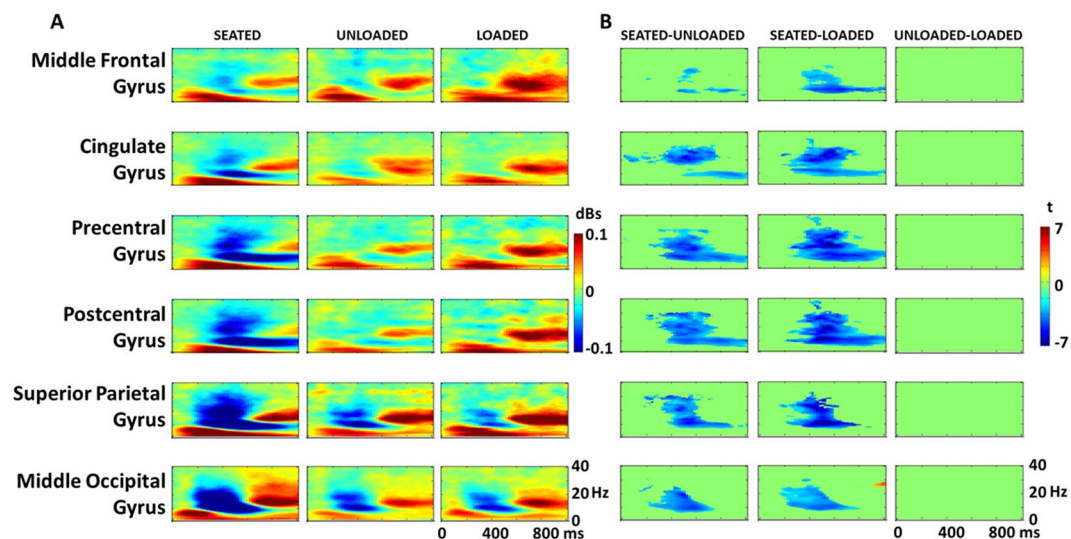 A B
SEATED UNLOADED LOADED SEATED-UNLOADED SEATED-LOADED UNLOADED-LOADED
Middle Frontal
Gyrus
Cingulate
Gyrus
Precentral
Gyrus
dBs
0.1
0
-0.1
t
7
0
-7
Postcentral
Gyrus
Superior Parietal
Gyrus
Middle Occipital
Gyrus
40
20 Hz
0
0 400 800 ms
40
20 Hz
0
0 400 800 ms